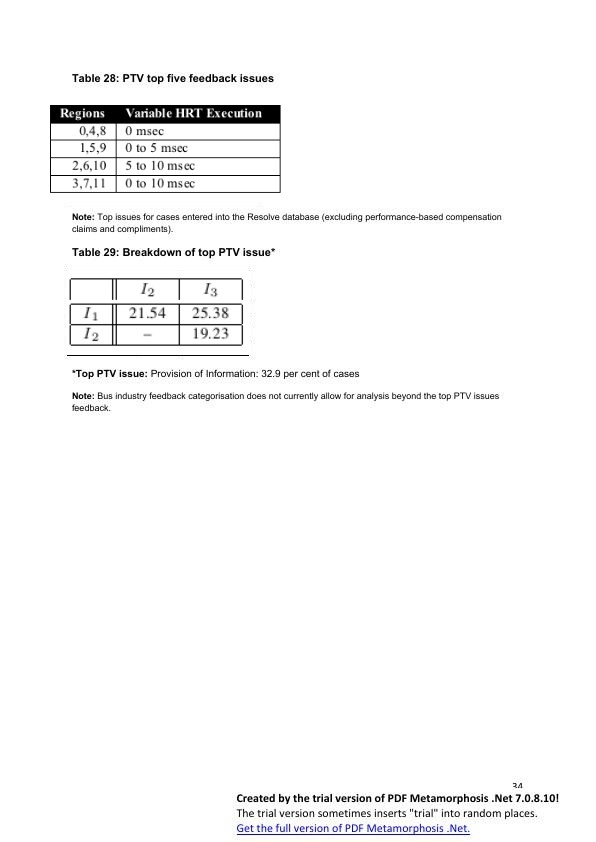 Table 28: PTV top five feedback issues
Regions Variable HRT Execution
0,4,8 0 msec
1,5,9 0 to 5 msec
2,6,10 5 to 10 msec
3,7,11 0 to 10 msec
Note: Top issues for cases entered into the Resolve database (excluding performance-based compensation
claims and compliments).
Table 29: Breakdown of top PTV issue*
I2 I3
I1 21.54 25.38
I2 – 19.23
*Top PTV issue: Provision of Information: 32.9 per cent of cases
Note: Bus industry feedback categorisation does not currently allow for analysis beyond the top PTV issues
feedback.
34
Created by the trial version of PDF Metamorphosis .Net 7.0.8.10!
The trial version sometimes inserts "trial" into random places.
Get the full version of PDF Metamorphosis .Net.